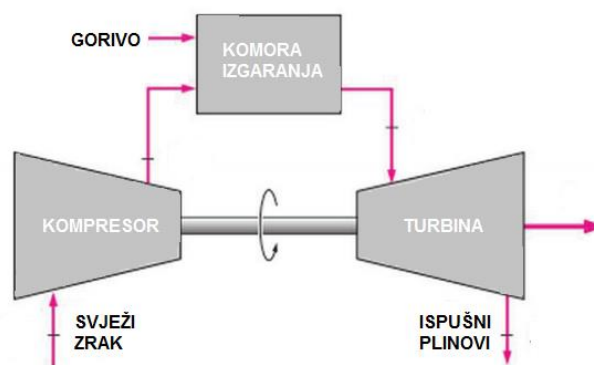 GORIVO
KOMORA
IZGARANJA
KOMPRESOR
TURBINA
SVJEŽI
ZRAK
ISPUŠNI
PLINOVI